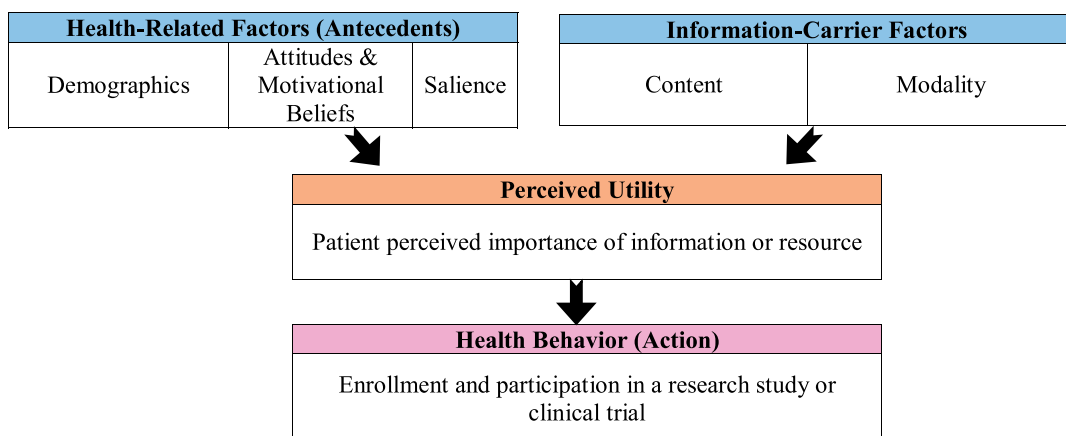 Health-Related Factors (Antecedents)
Demographics
Attitudes &
Motivational
Beliefs
Salience
Information-Carrier Factors
Content
Modality
Perceived Utility
Patient perceived importance of information or resource
Health Behavior (Action)
Enrollment and participation in a research study or
clinical trial